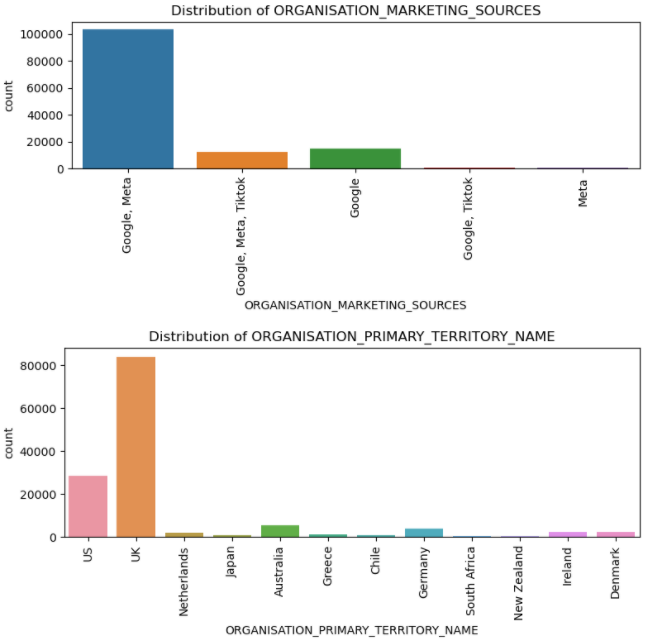 Distribution of ORGANISATION_MARKETING_SOURCES
100000
80000
60000
40000
20000
0
count
Google, Meta
Google, Meta, Tiktok
Google
Google, Tiktok
Meta
ORGANISATION_MARKETING_SOURCES
Distribution of ORGANISATION_PRIMARY_TERRITORY_NAME
80000
60000
40000
20000
0
count
US
UK
Netherlands
Japan
Australia
Greece
Chile
Germany
South Africa
New Zealand
Ireland
Denmark
ORGANISATION_PRIMARY_TERRITORY_NAME